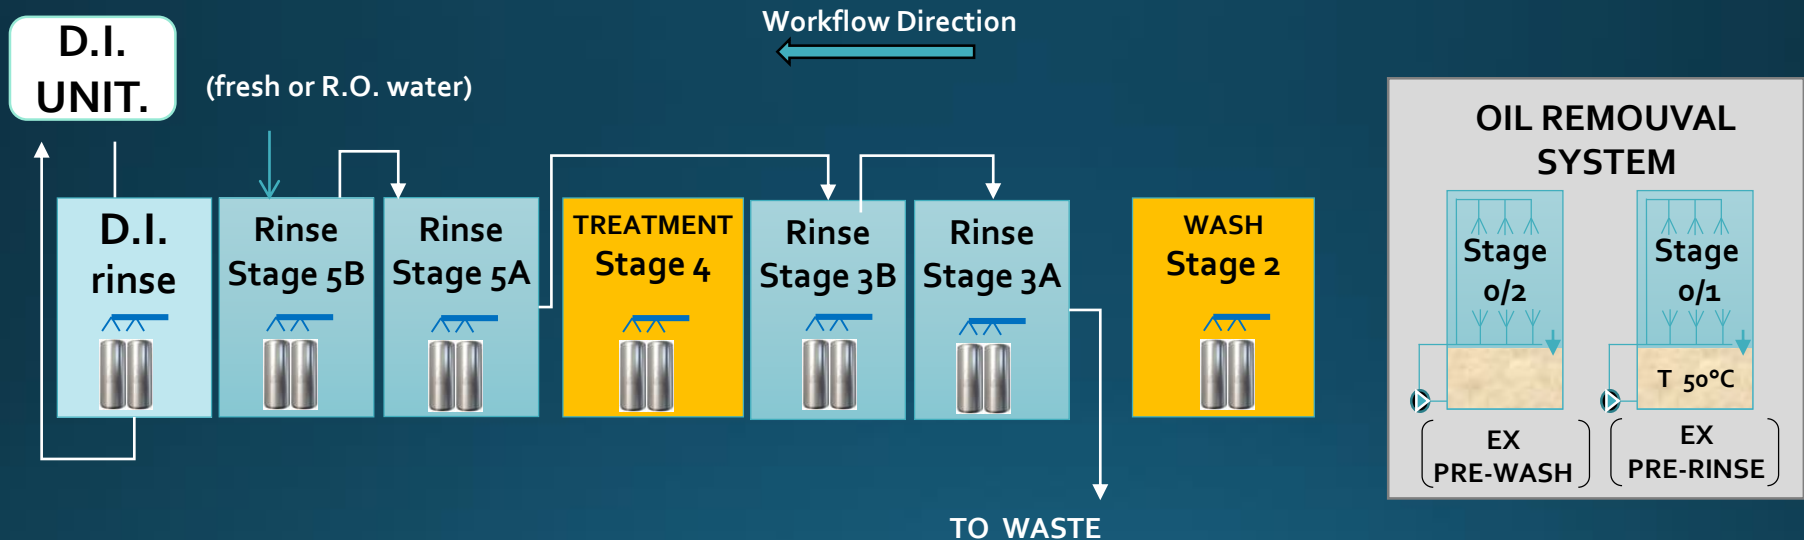 Workflow Direction
D.I.
UNIT.
(fresh or R.O. water)
D.I.
rinse
Rinse
Stage 5B
Rinse
Stage 5A
TREATMENT
Stage 4
Rinse
Stage 3B
Rinse
Stage 3A
WASH
Stage 2
TO WASTE
OIL REMOUVAL
SYSTEM
Stage
0/2
Stage
0/1
T 50°C
EX
PRE-WASH
EX
PRE-RINSE